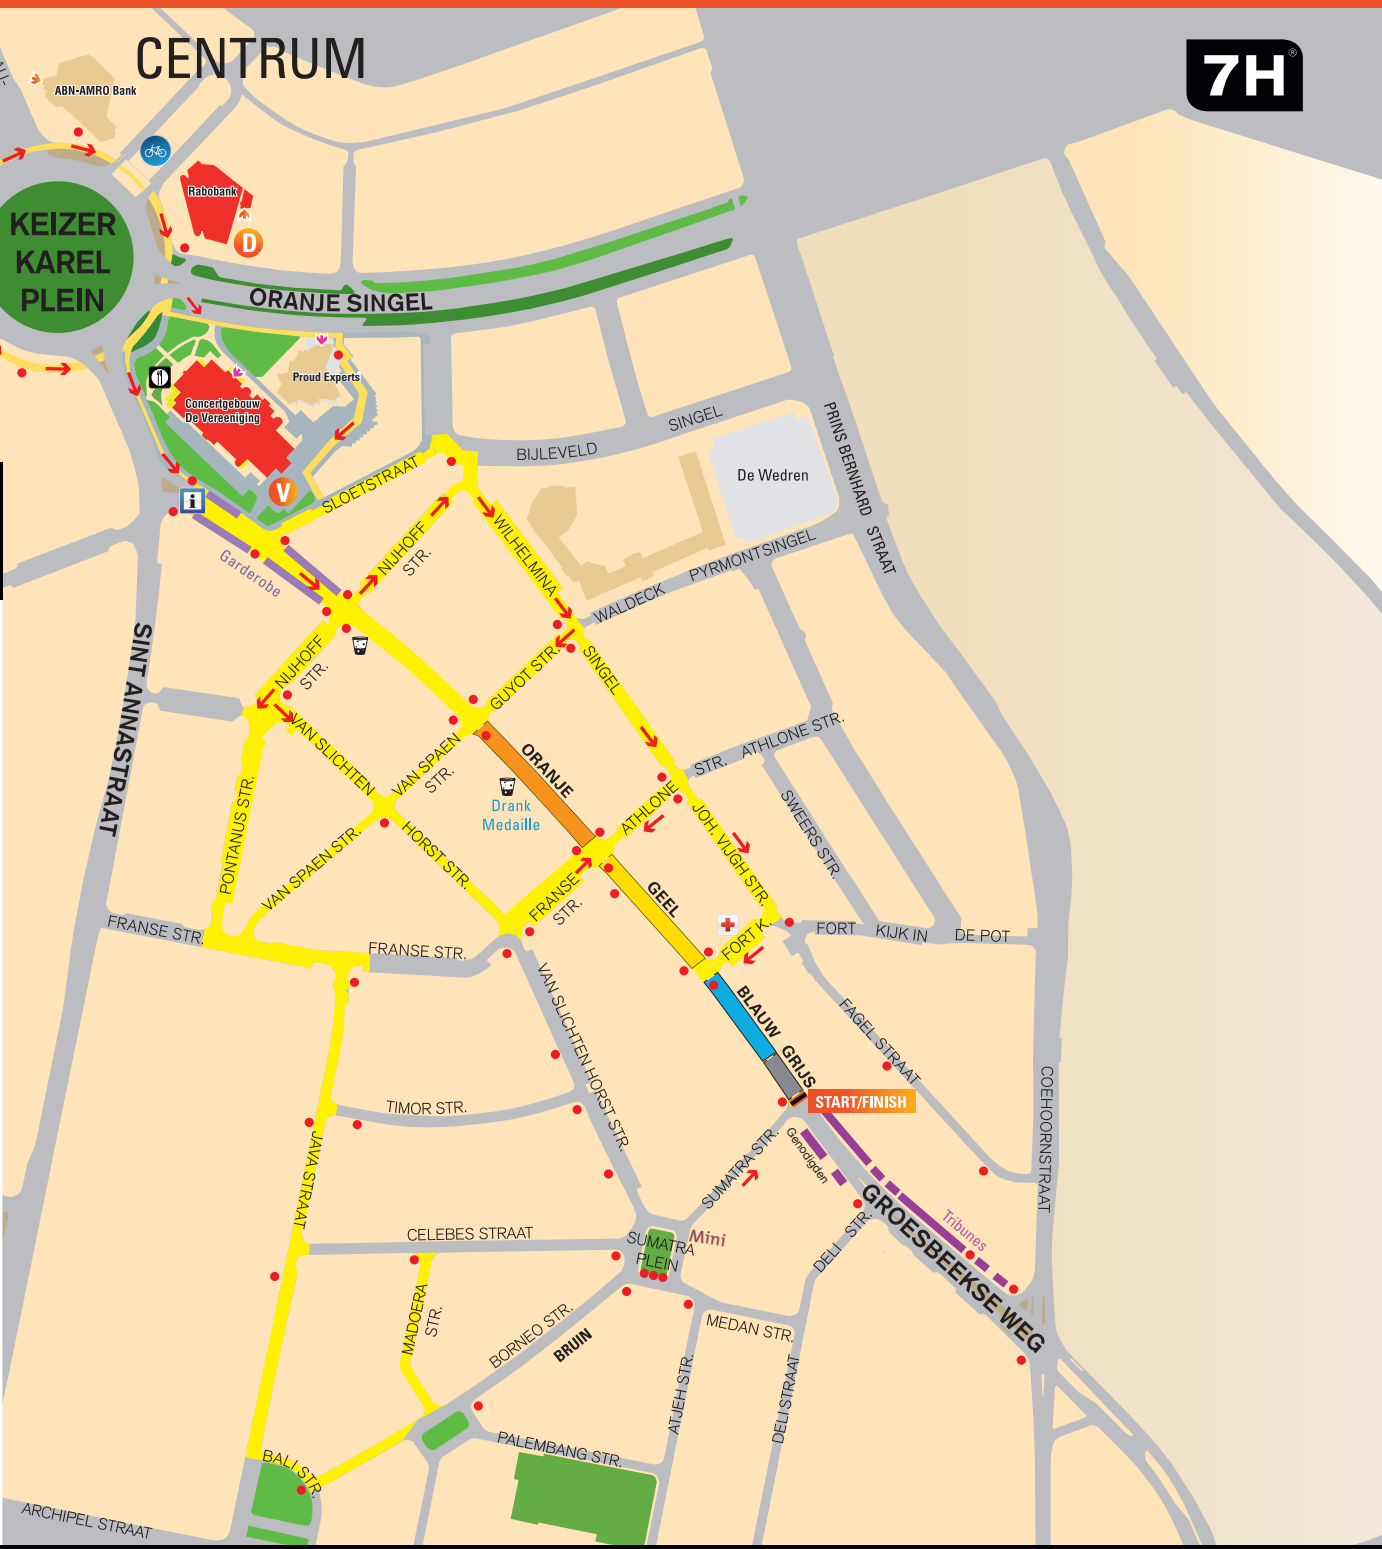 CENTRUM
7H®
AU-
ABN-AMRO Bank
Rabobank
D
KEIZER
KAREL
PLEIN
ORANJE SINGEL
Proud Experts
Concertgebouw
De Vereeniging
V
i
SLOETSTRAAT
BIJLEVELD
SINGEL
De Wedren
PRINS BERNHARD STRAAT
Garderobe
NIJHOFF
STR.
WILHELMINA
SINGEL
WALDECK PYRMONTSINGEL
SINT ANNASTRAAT
NIJHOFF
STR.
GUYOT STR.
VAN SLICHTEN
HORST STR.
VAN SPAEN
STR.
ORANJE
Drank
Medaille
ATHLONE
STR. ATHLONE STR.
PONTANUS STR.
VAN SPAEN STR.
JOH. VIJGH STR.
SWEERS STR.
FRANSE STR.
FRANSE STR.
FRANSE
STR.
GEEL
FORT K.
FORT KIJK IN DE POT
BLAUW
GRIJS
FAGEL STRAAT
VAN SLICHTEN HORST STR.
START/FINISH
TIMOR STR.
JAVA STRAAT
SUMATRA STR.
Genodigden
COEHOORNSTRAAT
GROESBEEKSE WEG
Tribunes
CELEBES STRAAT
SUMATRA
PLEIN
Mini
DELI STR.
MADOERA
STR.
BORNEO STR.
BRUIN
MEDAN STR.
ATJEH STR.
DELI STRAAT
PALEMBANG STR.
BALI STR.
ARCHIPEL STRAAT